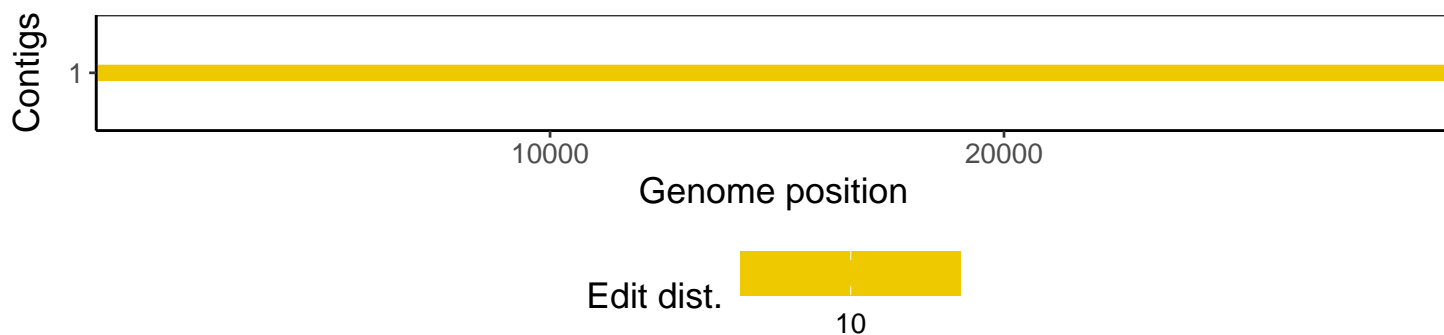 Contigs
1
10000 20000
Genome position
Edit dist.
10